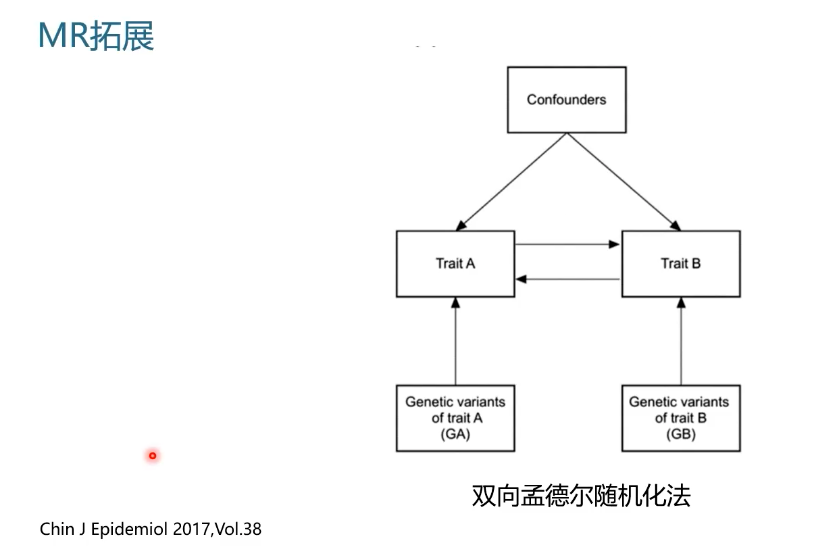 MR拓展
Confounders
Trait A
Trait B
Genetic variants
of trait A
(GA)
Genetic variants
of trait B
(GB)
双向孟德尔随机化法
Chin J Epidemiol 2017,Vol.38